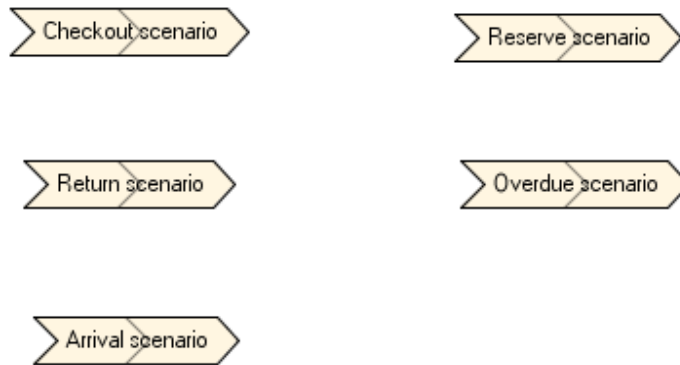 Checkout scenario
Reserve scenario
Return scenario
Overdue scenario
Arrival scenario